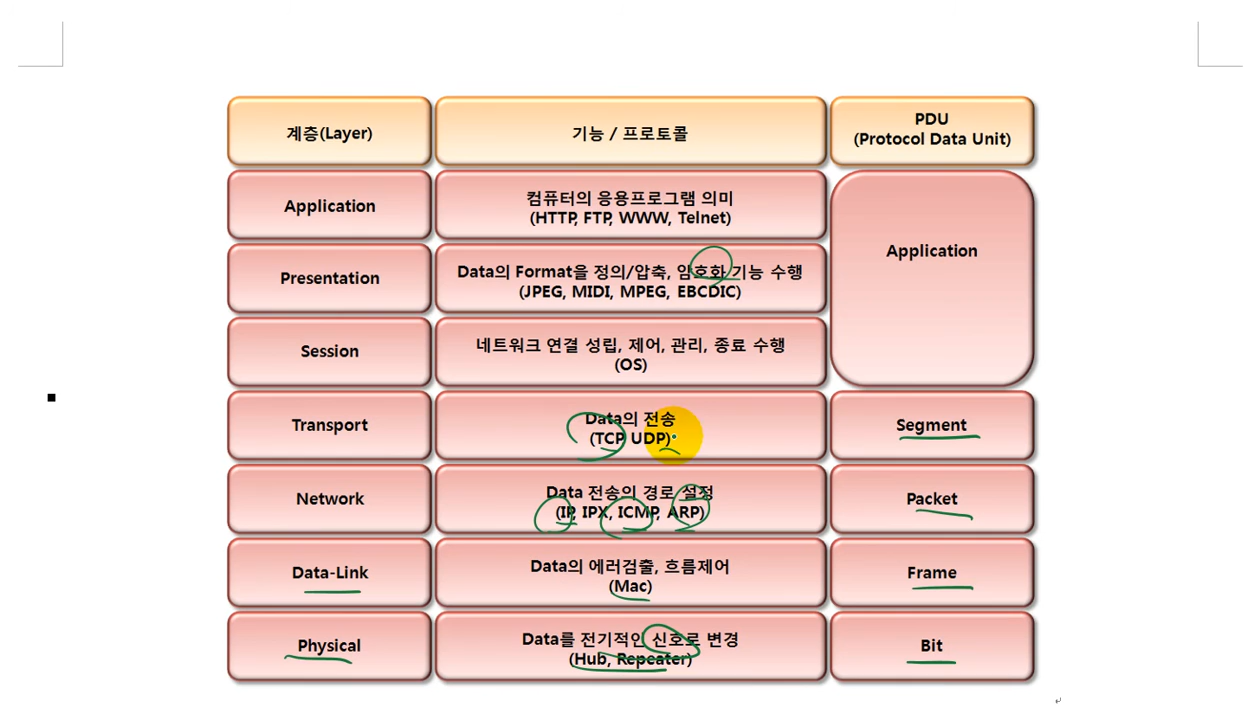 계층(Layer)
기능 / 프로토콜
PDU
(Protocol Data Unit)
Application
컴퓨터의 응용프로그램 의미
(HTTP, FTP, WWW, Telnet)
Application
Presentation
Data의 Format을 정의/압축, 암호화 기능 수행
(JPEG, MIDI, MPEG, EBCDIC)
Session
네트워크 연결 성립, 제어, 관리, 종료 수행
(OS)
Transport
Data의 전송
(TCP UDP)
Segment
Network
Data 전송의 경로 설정
(IP, IPX, ICMP, ARP)
Packet
Data-Link
Data의 에러검출, 흐름제어
(Mac)
Frame
Physical
Data를 전기적인 신호로 변경
(Hub, Repeater)
Bit